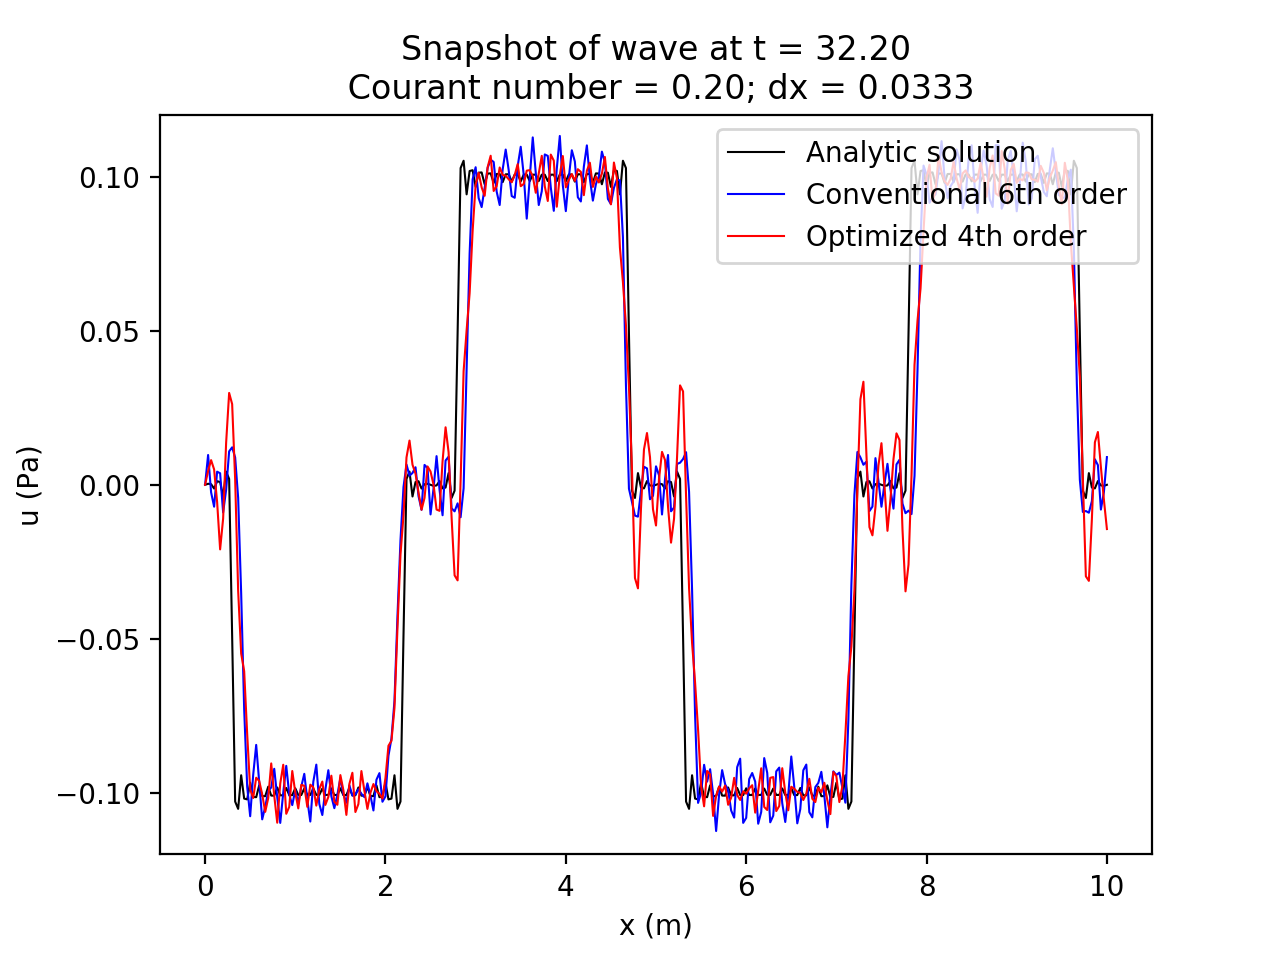 Snapshot of wave at t = 32.20
Courant number = 0.20; dx = 0.0333
Analytic solution
Conventional 6th order
Optimized 4th order
0.10
0.05
0.00
−0.05
−0.10
u (Pa)
0 2 4 6 8 10
x (m)